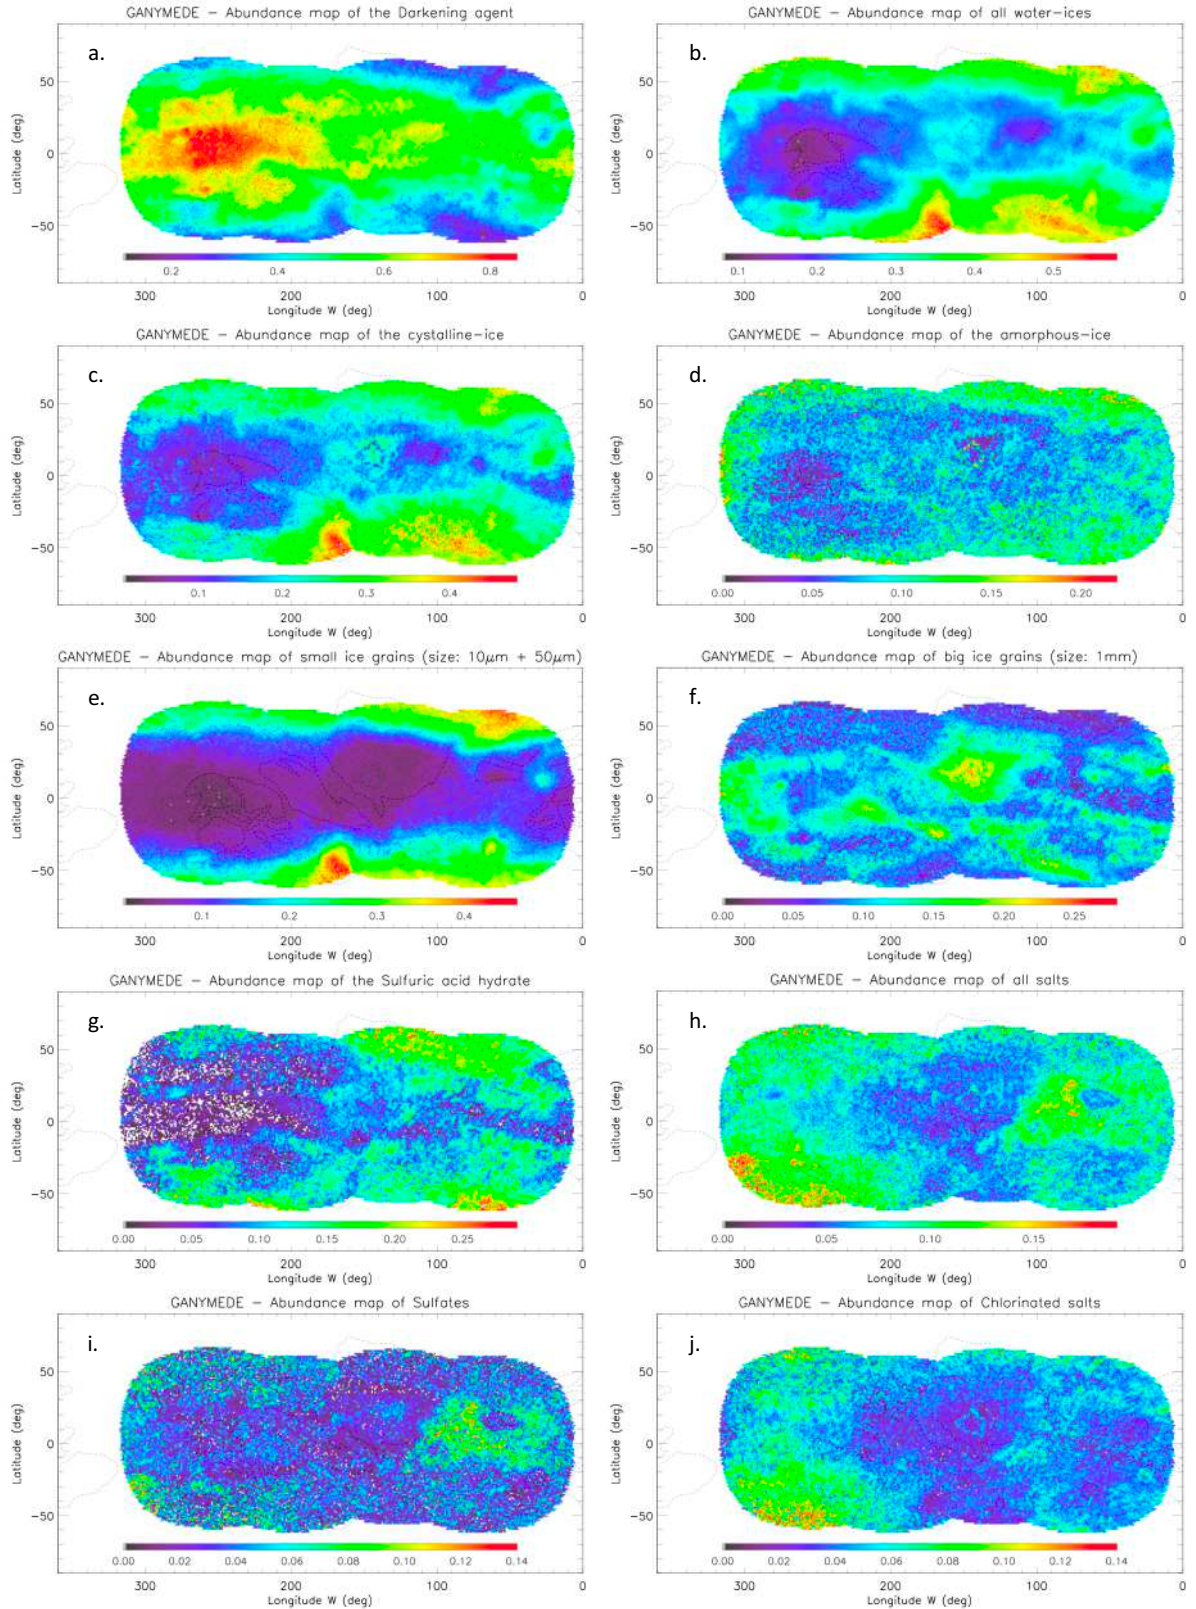 GANYMEDE – Abundance map of the Darkening agent
a.
Latitude (deg)
50
0
−50
0.2 0.4 0.6 0.8
300 200 100 0
Longitude W (deg)
GANYMEDE – Abundance map of all water–ices
b.
Latitude (deg)
50
0
−50
0.1 0.2 0.3 0.4 0.5
300 200 100 0
Longitude W (deg)
GANYMEDE – Abundance map of the cystalline–ice
c.
Latitude (deg)
50
0
−50
0.1 0.2 0.3 0.4
300 200 100 0
Longitude W (deg)
GANYMEDE – Abundance map of the amorphous–ice
d.
Latitude (deg)
50
0
−50
0.00 0.05 0.10 0.15 0.20
300 200 100 0
Longitude W (deg)
GANYMEDE – Abundance map of small ice grains (size: 10μm + 50μm)
e.
Latitude (deg)
50
0
−50
0.1 0.2 0.3 0.4
300 200 100 0
Longitude W (deg)
GANYMEDE – Abundance map of big ice grains (size: 1mm)
f.
Latitude (deg)
50
0
−50
0.00 0.05 0.10 0.15 0.20 0.25
300 200 100 0
Longitude W (deg)
GANYMEDE – Abundance map of the Sulfuric acid hydrate
g.
Latitude (deg)
50
0
−50
0.00 0.05 0.10 0.15 0.20 0.25
300 200 100 0
Longitude W (deg)
GANYMEDE – Abundance map of all salts
h.
Latitude (deg)
50
0
−50
0.00 0.05 0.10 0.15
300 200 100 0
Longitude W (deg)
GANYMEDE – Abundance map of Sulfates
i.
Latitude (deg)
50
0
−50
0.00 0.02 0.04 0.06 0.08 0.10 0.12 0.14
300 200 100 0
Longitude W (deg)
GANYMEDE – Abundance map of Chlorinated salts
j.
Latitude (deg)
50
0
−50
0.00 0.02 0.04 0.06 0.08 0.10 0.12 0.14
300 200 100 0
Longitude W (deg)